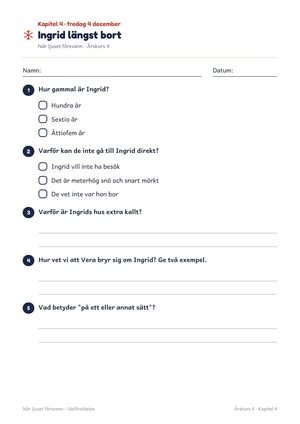 Kapitel 4 · fredag 4 december
Ingrid längst bort
När ljuset försvann · Årskurs 4
Namn: Datum:
1 Hur gammal är Ingrid?
Hundra år
Sextio år
Åttiofem år
2 Varför kan de inte gå till Ingrid direkt?
Ingrid vill inte ha besök
Det är meterhög snö och snart mörkt
De vet inte var hon bor
3 Varför är Ingrids hus extra kallt?
4 Hur vet vi att Vera bryr sig om Ingrid? Ge två exempel.
5 Vad betyder "på ett eller annat sätt"?
När ljuset försvann – läsförståelse Årskurs 4 · Kapitel 4